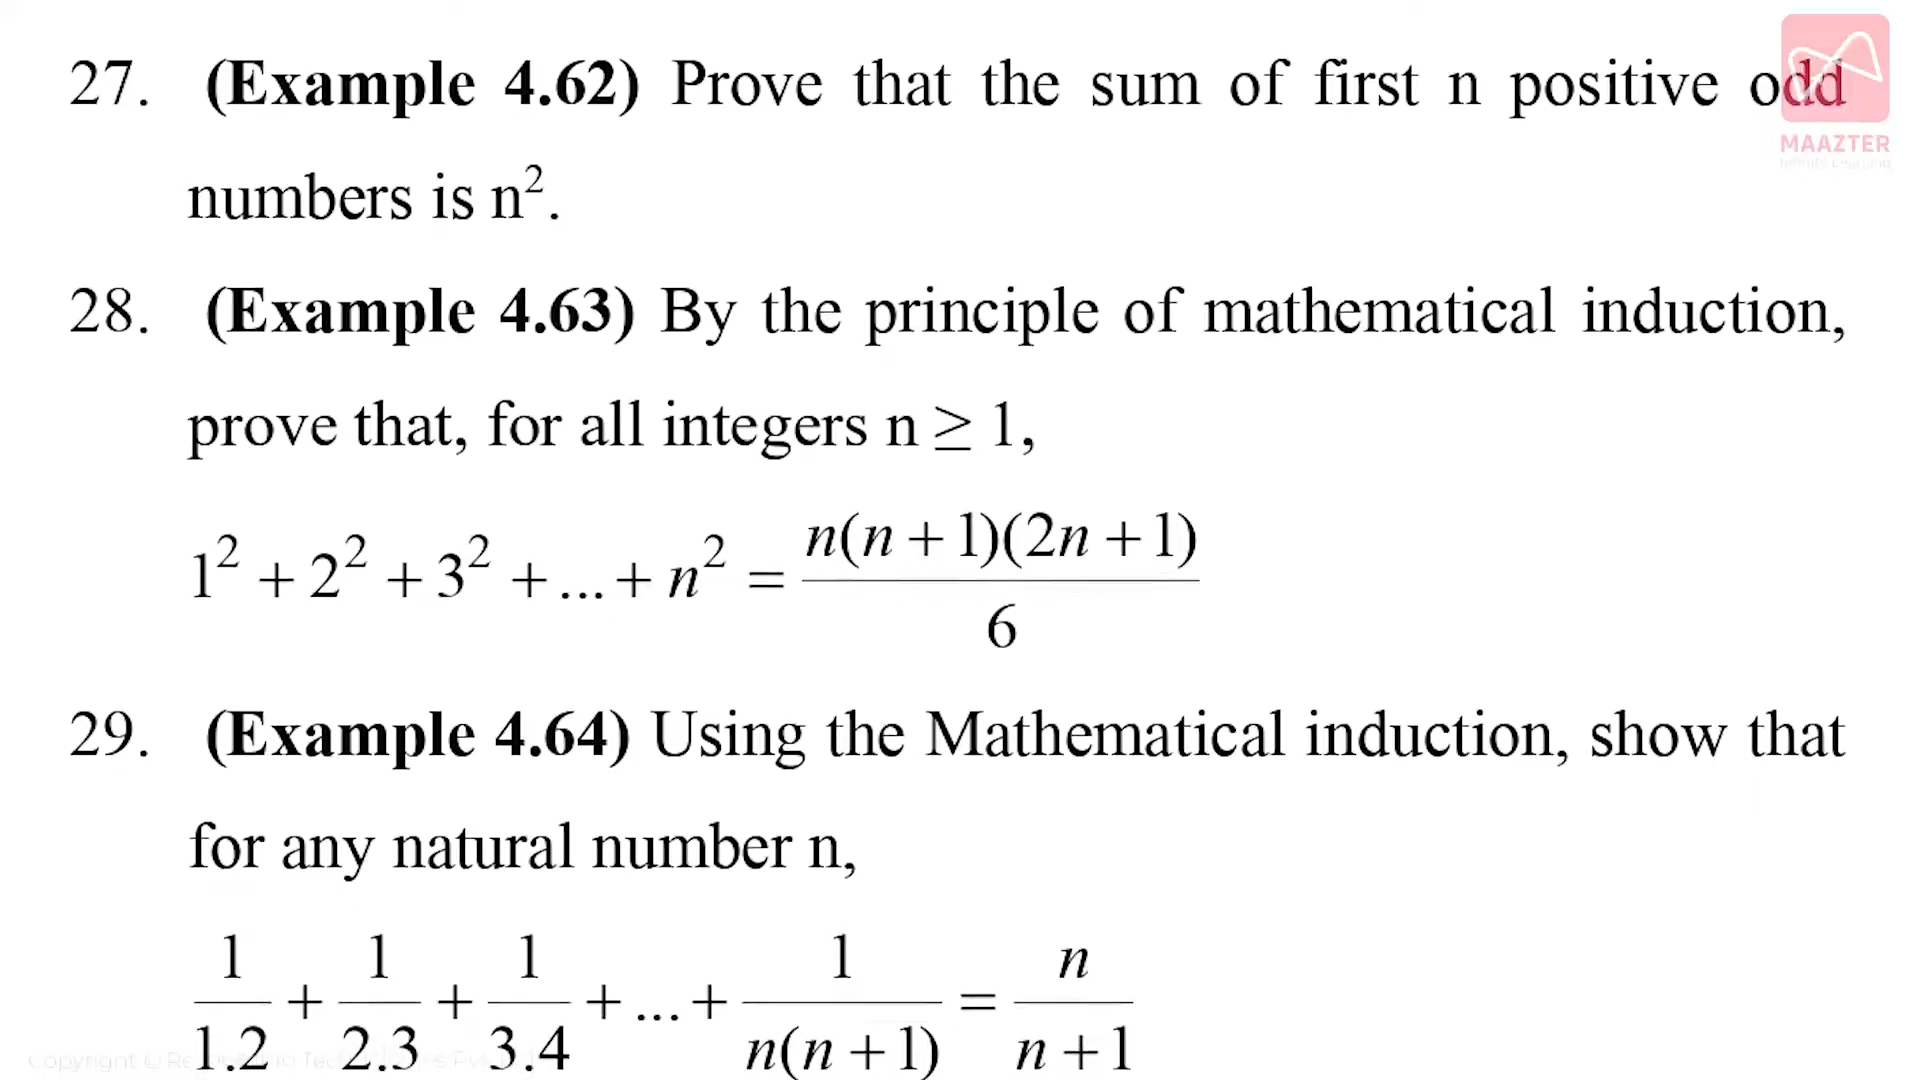 27. (Example 4.62) Prove that the sum of first n positive odd
MAAZTER
numbers is n².
28. (Example 4.63) By the principle of mathematical induction,
prove that, for all integers n ≥ 1,
1² + 2² + 3² + ... + n² = n(n + 1)(2n + 1) / 6
29. (Example 4.64) Using the Mathematical induction, show that
for any natural number n,
1/1.2 + 1/2.3 + 1/3.4 + ... + 1/n(n + 1) = n/n + 1
Copyright ©